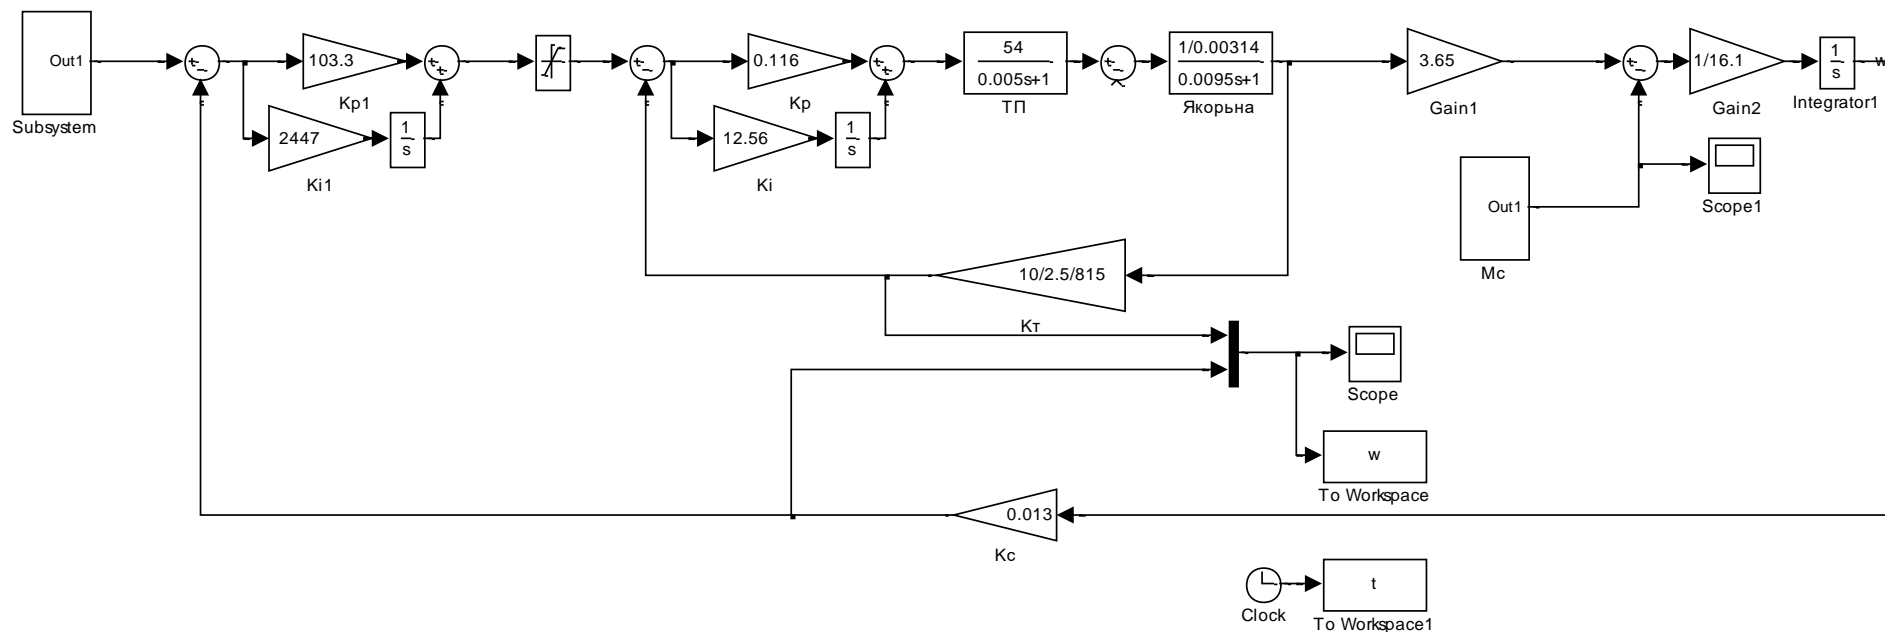 Out1
Subsystem
103.3
Kp1
2447
Ki1
1
s
0.116
Kp
12.56
Ki
1
s
54
0.005s+1
ТП
1/0.00314
0.0095s+1
Якорьна
3.65
Gain1
1/16.1
Gain2
1
s
Integrator1
w
Out1
Mc
Scope1
10/2.5/815
Кт
Scope
w
To Workspace
0.013
Kc
Clock
t
To Workspace1